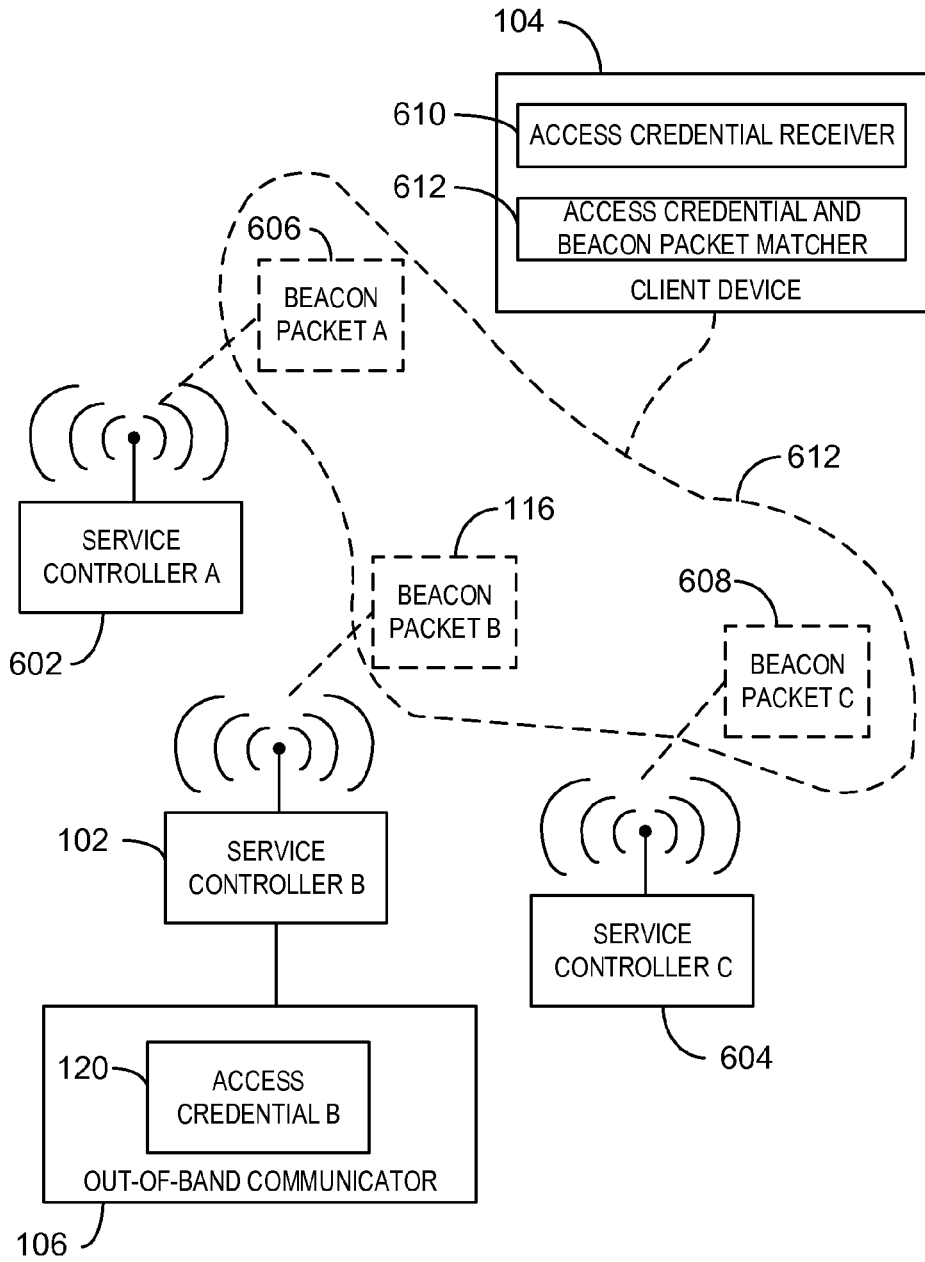 104
610
ACCESS CREDENTIAL RECEIVER
612
ACCESS CREDENTIAL AND
BEACON PACKET MATCHER
CLIENT DEVICE
606
BEACON
PACKET A
612
SERVICE
CONTROLLER A
602
116
BEACON
PACKET B
608
BEACON
PACKET C
102
SERVICE
CONTROLLER B
SERVICE
CONTROLLER C
604
120
ACCESS
CREDENTIAL B
OUT-OF-BAND COMMUNICATOR
106